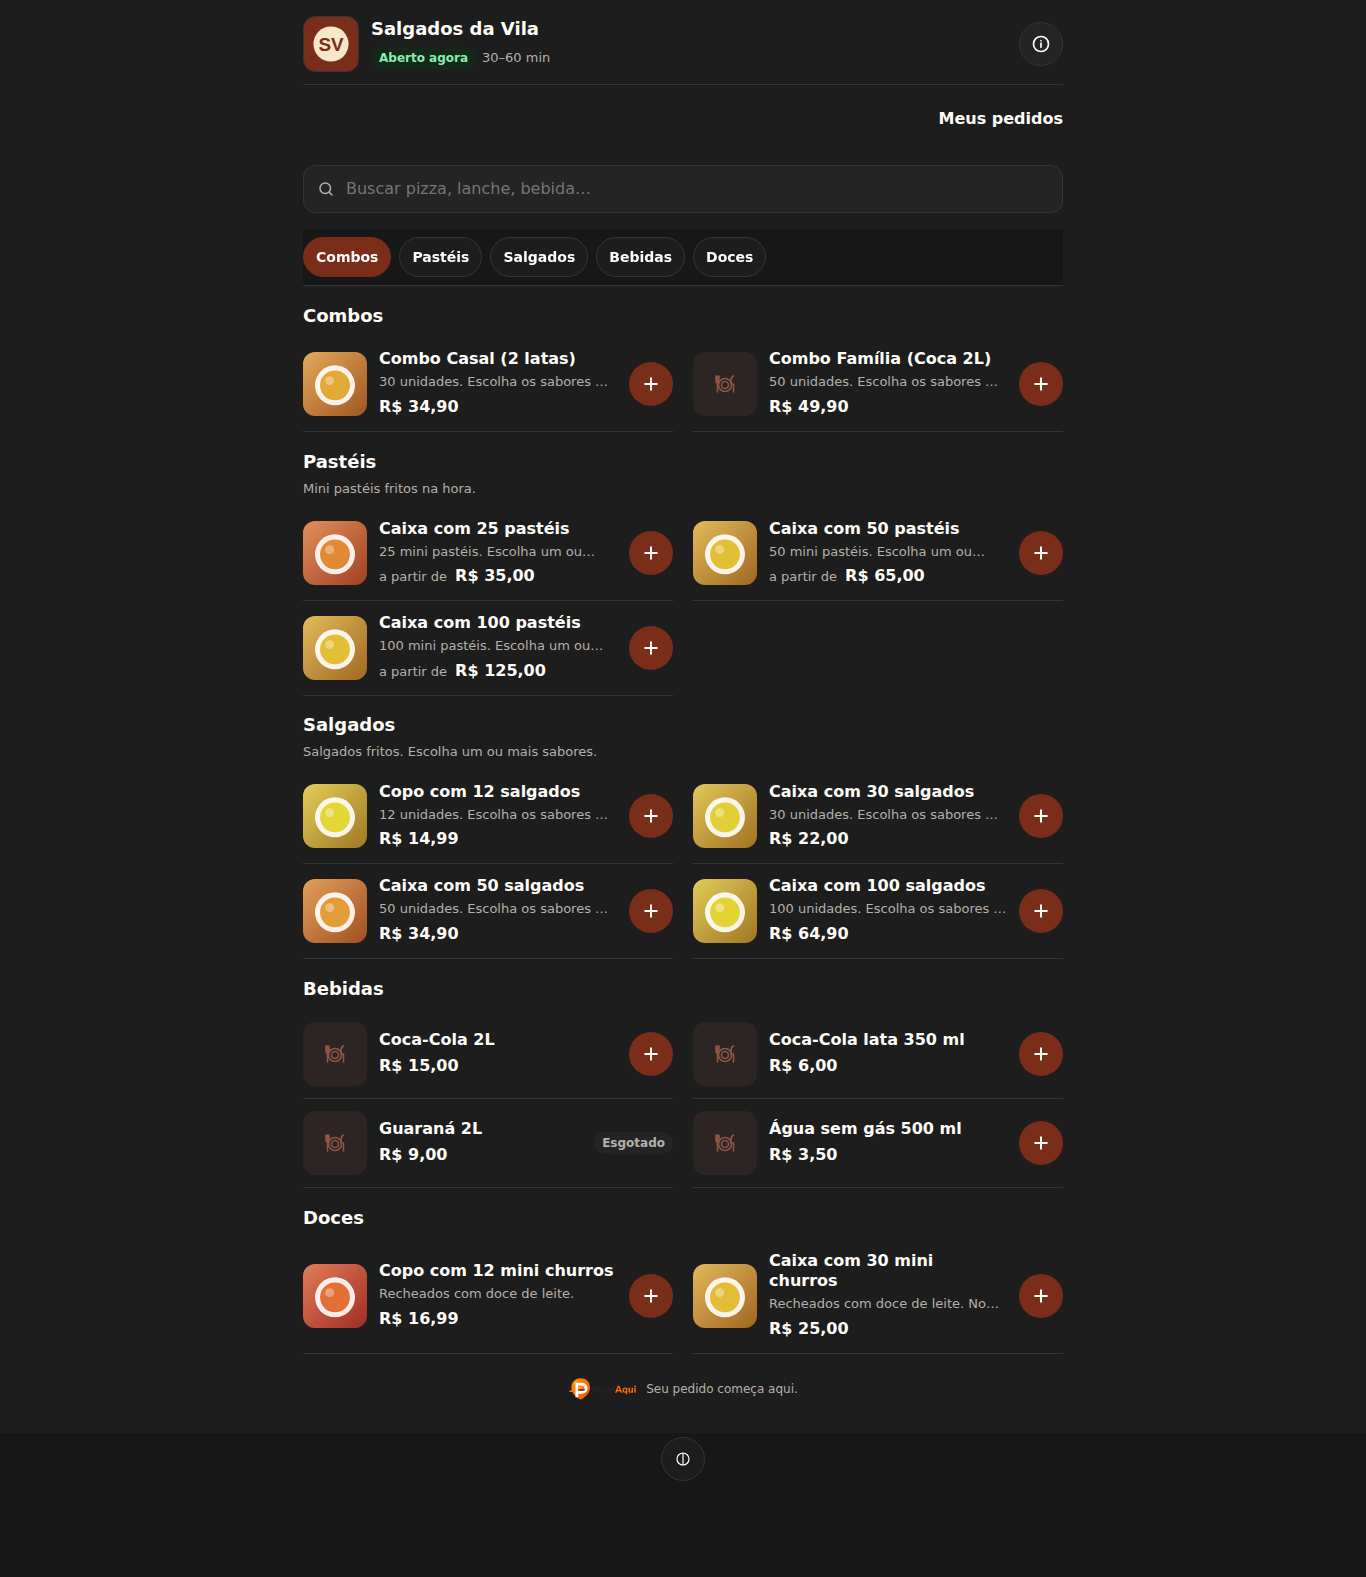 SV
Salgados da Vila
Aberto agora 30–60 min
Meus pedidos
Buscar pizza, lanche, bebida...
Combos Pastéis Salgados Bebidas Doces
Combos
Combo Casal (2 latas)
30 unidades. Escolha os sabores ...
R$ 34,90
Combo Família (Coca 2L)
50 unidades. Escolha os sabores ...
R$ 49,90
Pastéis
Mini pastéis fritos na hora.
Caixa com 25 pastéis
25 mini pastéis. Escolha um ou...
a partir de R$ 35,00
Caixa com 50 pastéis
50 mini pastéis. Escolha um ou...
a partir de R$ 65,00
Caixa com 100 pastéis
100 mini pastéis. Escolha um ou...
a partir de R$ 125,00
Salgados
Salgados fritos. Escolha um ou mais sabores.
Copo com 12 salgados
12 unidades. Escolha os sabores ...
R$ 14,99
Caixa com 30 salgados
30 unidades. Escolha os sabores ...
R$ 22,00
Caixa com 50 salgados
50 unidades. Escolha os sabores ...
R$ 34,90
Caixa com 100 salgados
100 unidades. Escolha os sabores ...
R$ 64,90
Bebidas
Coca-Cola 2L
R$ 15,00
Coca-Cola lata 350 ml
R$ 6,00
Guaraná 2L
R$ 9,00
Esgotado
Água sem gás 500 ml
R$ 3,50
Doces
Copo com 12 mini churros
Recheados com doce de leite.
R$ 16,99
Caixa com 30 mini
churros
Recheados com doce de leite. No...
R$ 25,00
P Aqui Seu pedido começa aqui.